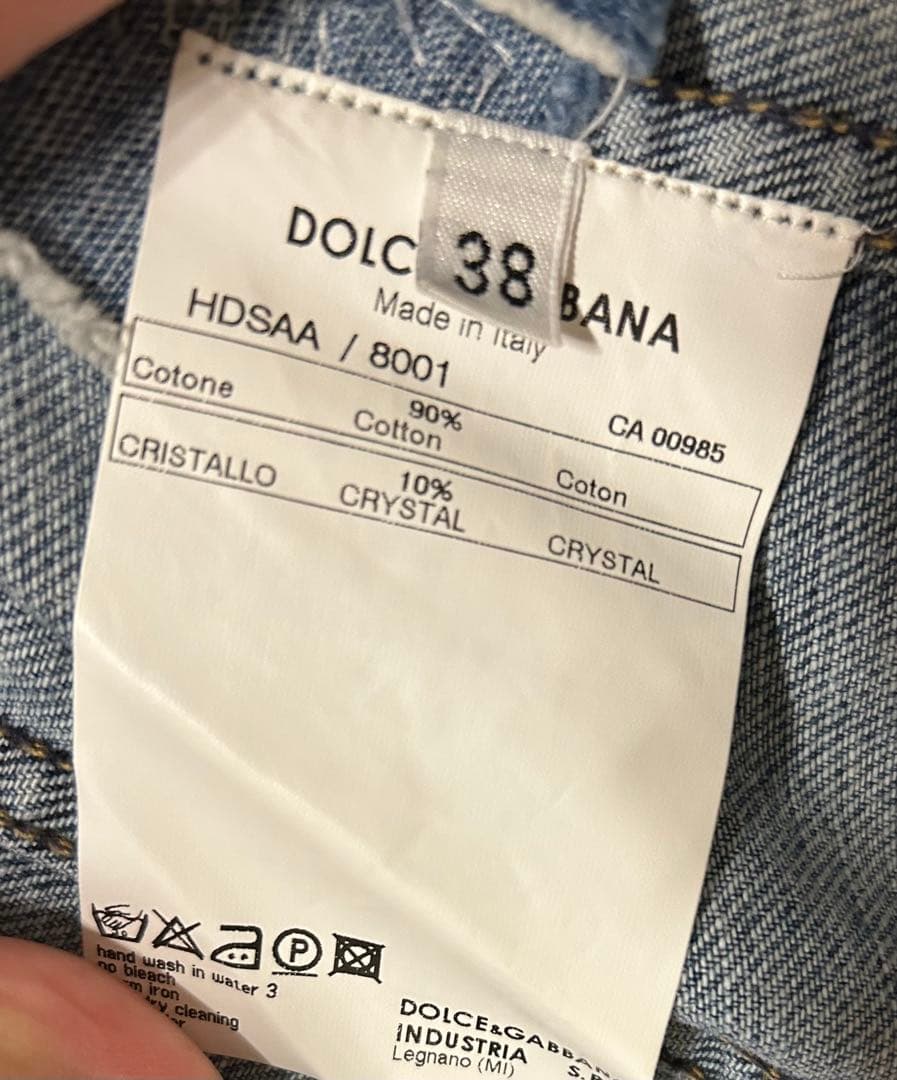 DOLC BANA
38
Made in Italy
HDSAA / 8001
CA 00985
90%
Cotone Cotton Coton
10%
CRISTALLO CRYSTAL CRYSTAL
P
hand wash in water 3
no bleach
iron
cleaning
DOLCE&GABBANA
INDUSTRIA
Legnano (MI)